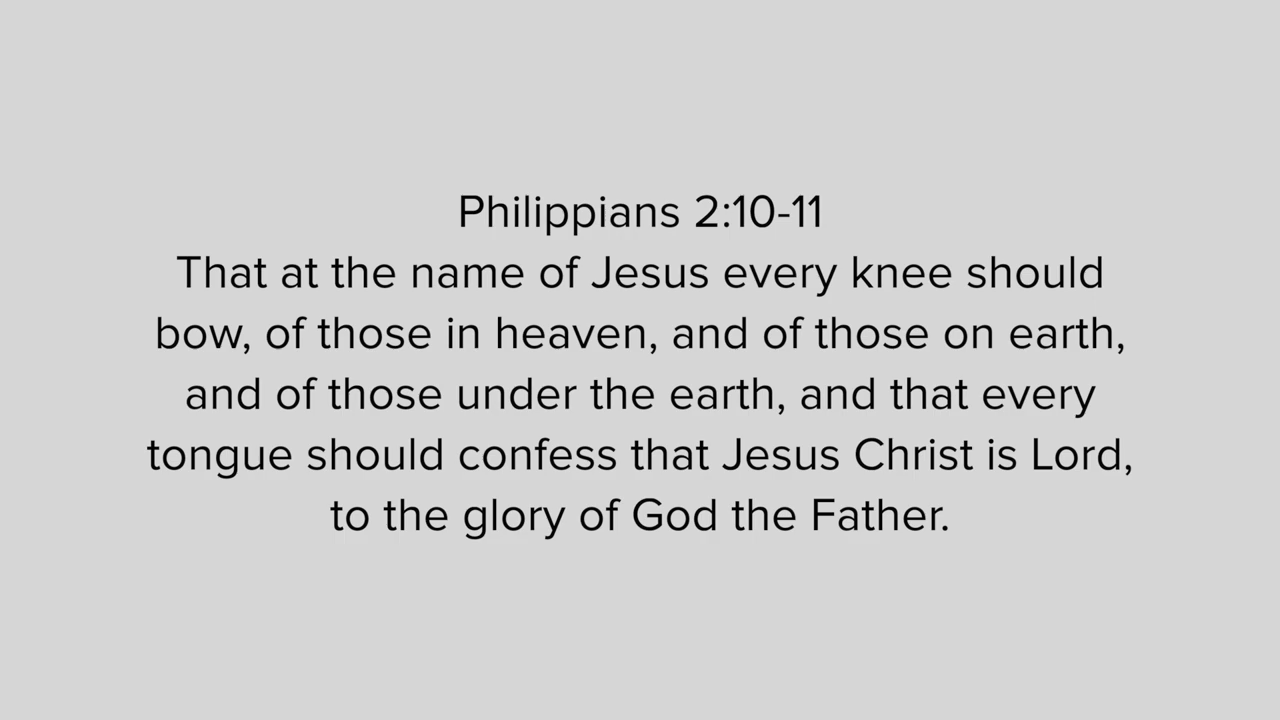 Philippians 2:10-11
That at the name of Jesus every knee should
bow, of those in heaven, and of those on earth,
and of those under the earth, and that every
tongue should confess that Jesus Christ is Lord,
to the glory of God the Father.